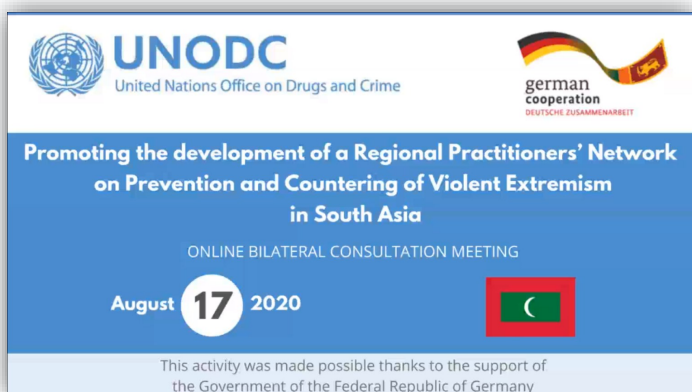 UNODC
United Nations Office on Drugs and Crime
german
cooperation
DEUTSCHE ZUSAMMENARBEIT
Promoting the development of a Regional Practitioners' Network
on Prevention and Countering of Violent Extremism
in South Asia
ONLINE BILATERAL CONSULTATION MEETING
August 17 2020
This activity was made possible thanks to the support of
the Government of the Federal Republic of Germany